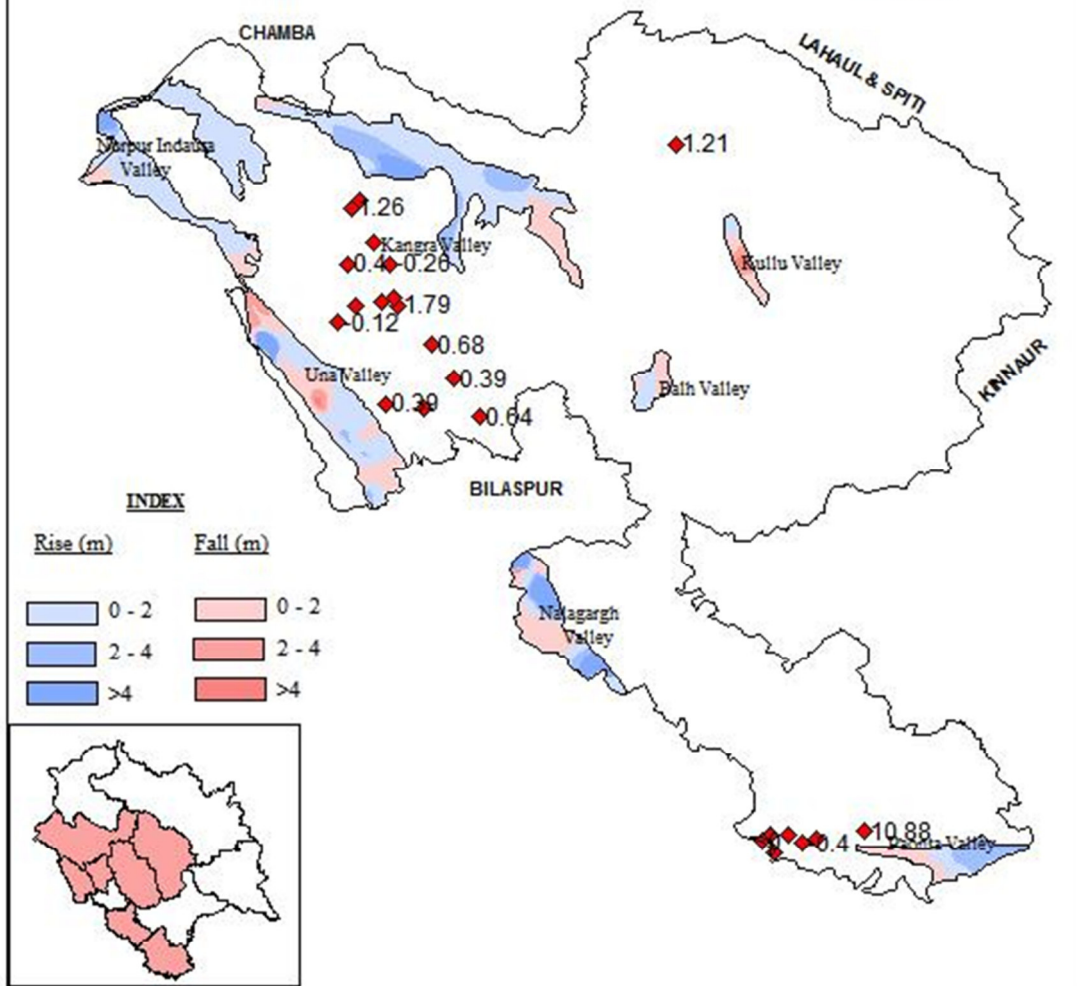 CHAMBA
LAHAUL & SPITI
1.21
Nurpur Indaura
Valley
1.26
Kangra Valley
0.4
-0.26
Kullu Valley
1.79
-0.12
0.68
KINNAUR
Una Valley
0.39
Balh Valley
0.39
0.64
BILASPUR
INDEX
Rise (m) Fall (m)
0 - 2 0 - 2
2 - 4 2 - 4
>4 >4
Nalagargh
Valley
10.88
0.4
Paonta Valley